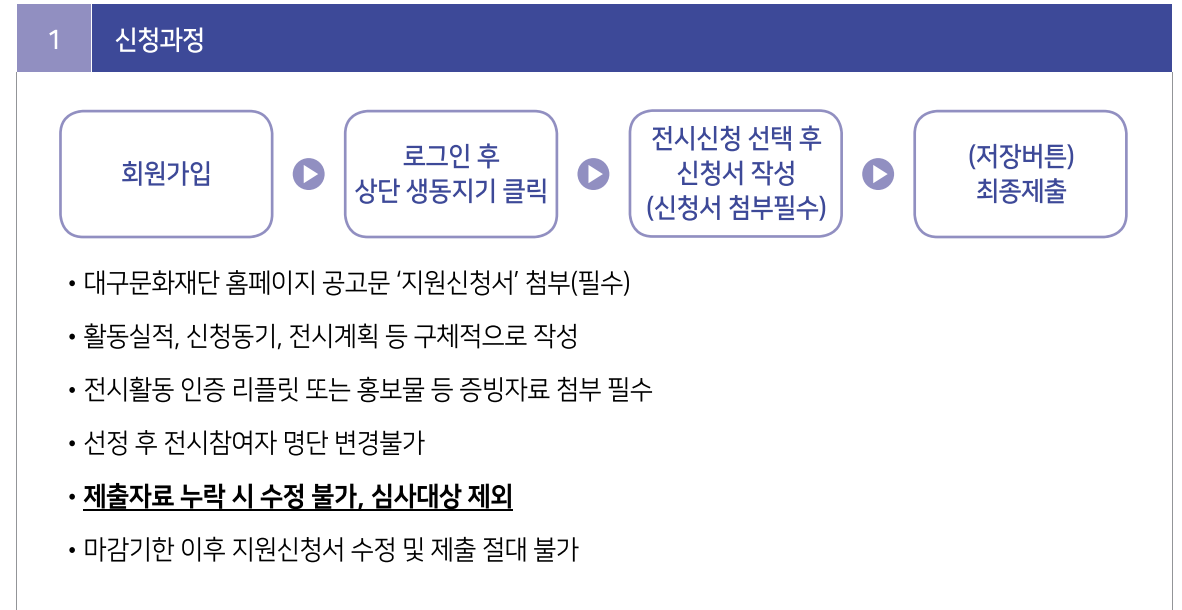 1
신청과정
회원가입
로그인 후
상단 생동지기 클릭
전시신청 선택 후
신청서 작성
(신청서 첨부필수)
(저장버튼)
최종제출
• 대구문화재단 홈페이지 공고문 ‘지원신청서’ 첨부(필수)
• 활동실적, 신청동기, 전시계획 등 구체적으로 작성
• 전시활동 인증 리플릿 또는 홍보물 등 증빙자료 첨부 필수
• 선정 후 전시참여자 명단 변경불가
• 제출자료 누락 시 수정 불가, 심사대상 제외
• 마감기한 이후 지원신청서 수정 및 제출 절대 불가